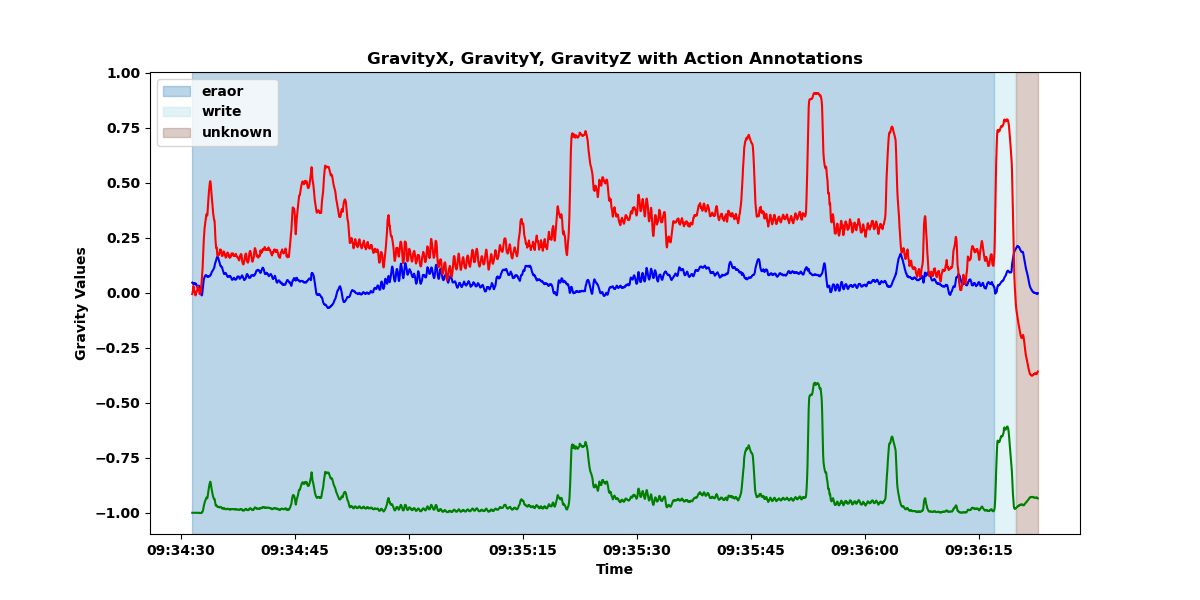 GravityX, GravityY, GravityZ with Action Annotations
eraor
write
unknown
1.00
0.75
0.50
0.25
0.00
−0.25
−0.50
−0.75
−1.00
Gravity Values
09:34:30 09:34:45 09:35:00 09:35:15 09:35:30 09:35:45 09:36:00 09:36:15
Time